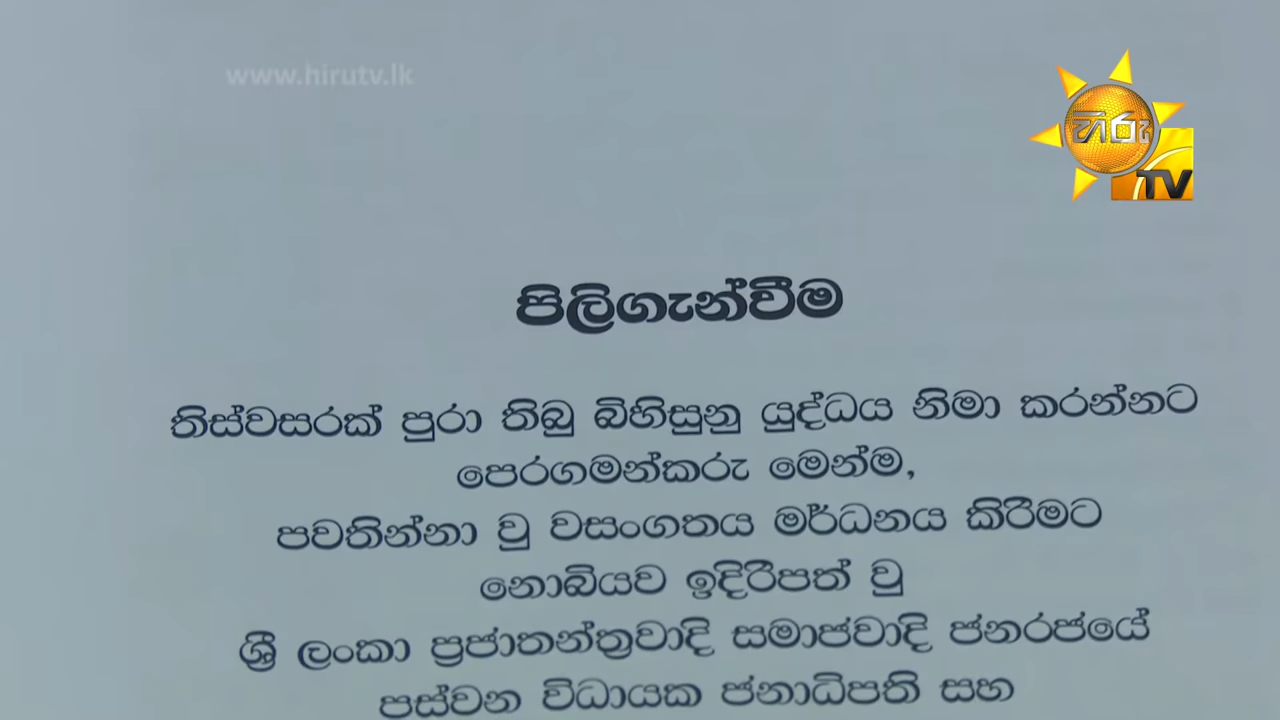 www.hirutv.lk
හිරු
TV
පිලිගැන්වීම
තිස්වසරක් පුරා තිබු බිහිසුනු යුද්ධය නිමා කරන්නට
පෙරගමන්කරු මෙන්ම,
පවතින්නා වු වසංගතය මර්ධනය කිරීමට
නොබියව ඉදිරිපත් වු
ශ්‍රී ලංකා ප්‍රජාතන්ත්‍රවාදි සමාජවාදි ජනරජයේ
පස්වන විධායක ජනාධිපති සහ